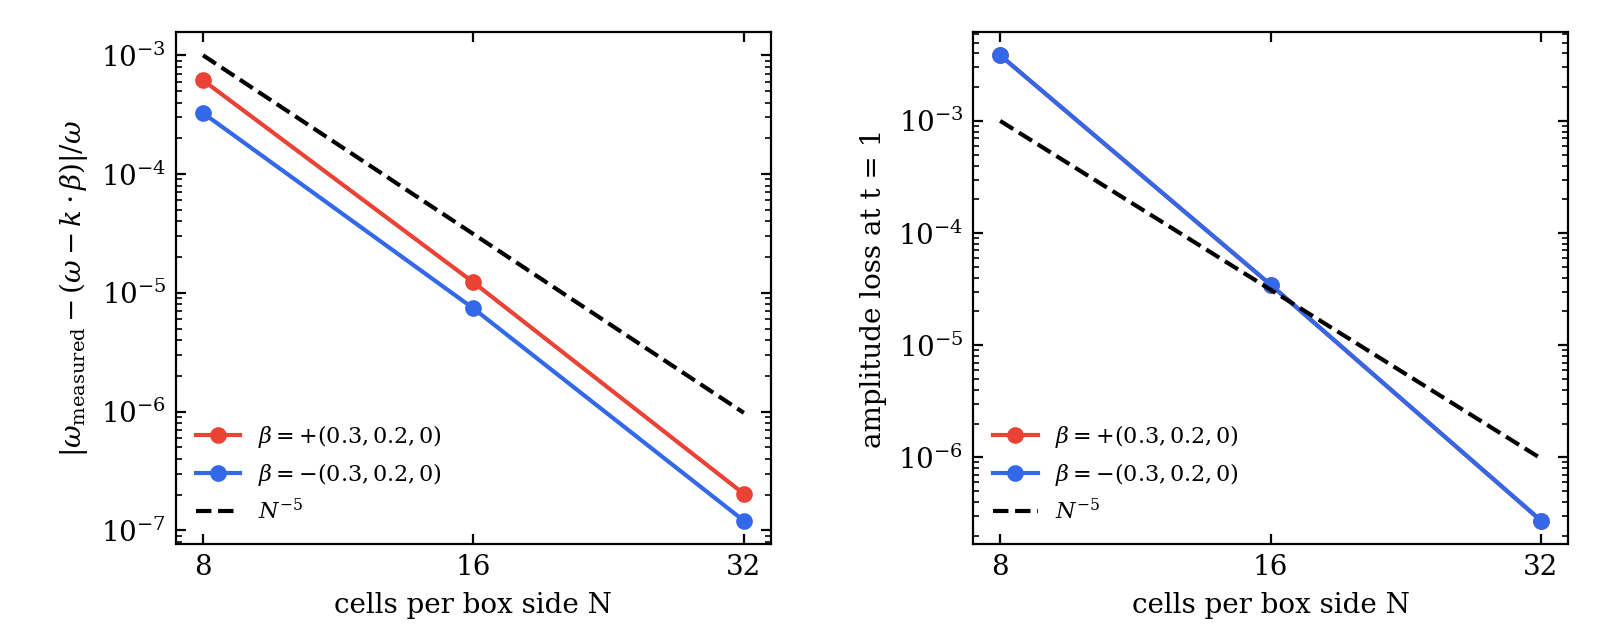 |ω_measured − (ω − k · β)|/ω
10⁻³
10⁻⁴
10⁻⁵
10⁻⁶
10⁻⁷
β = +(0.3, 0.2, 0)
β = −(0.3, 0.2, 0)
N⁻⁵
8 16 32
cells per box side N
amplitude loss at t = 1
10⁻³
10⁻⁴
10⁻⁵
10⁻⁶
β = +(0.3, 0.2, 0)
β = −(0.3, 0.2, 0)
N⁻⁵
8 16 32
cells per box side N